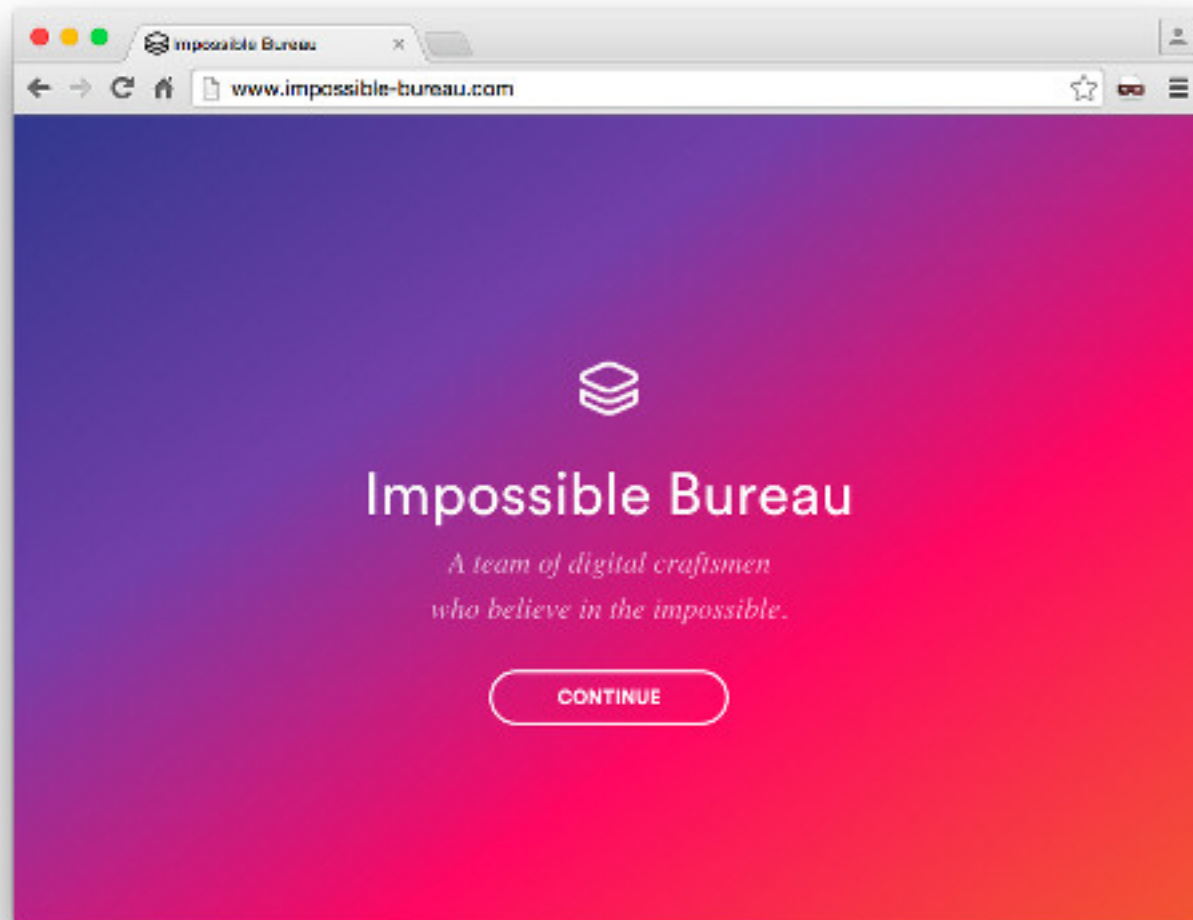 Impossible Bureau
www.impossible-bureau.com
Impossible Bureau
A team of digital craftsmen
who believe in the impossible.
CONTINUE